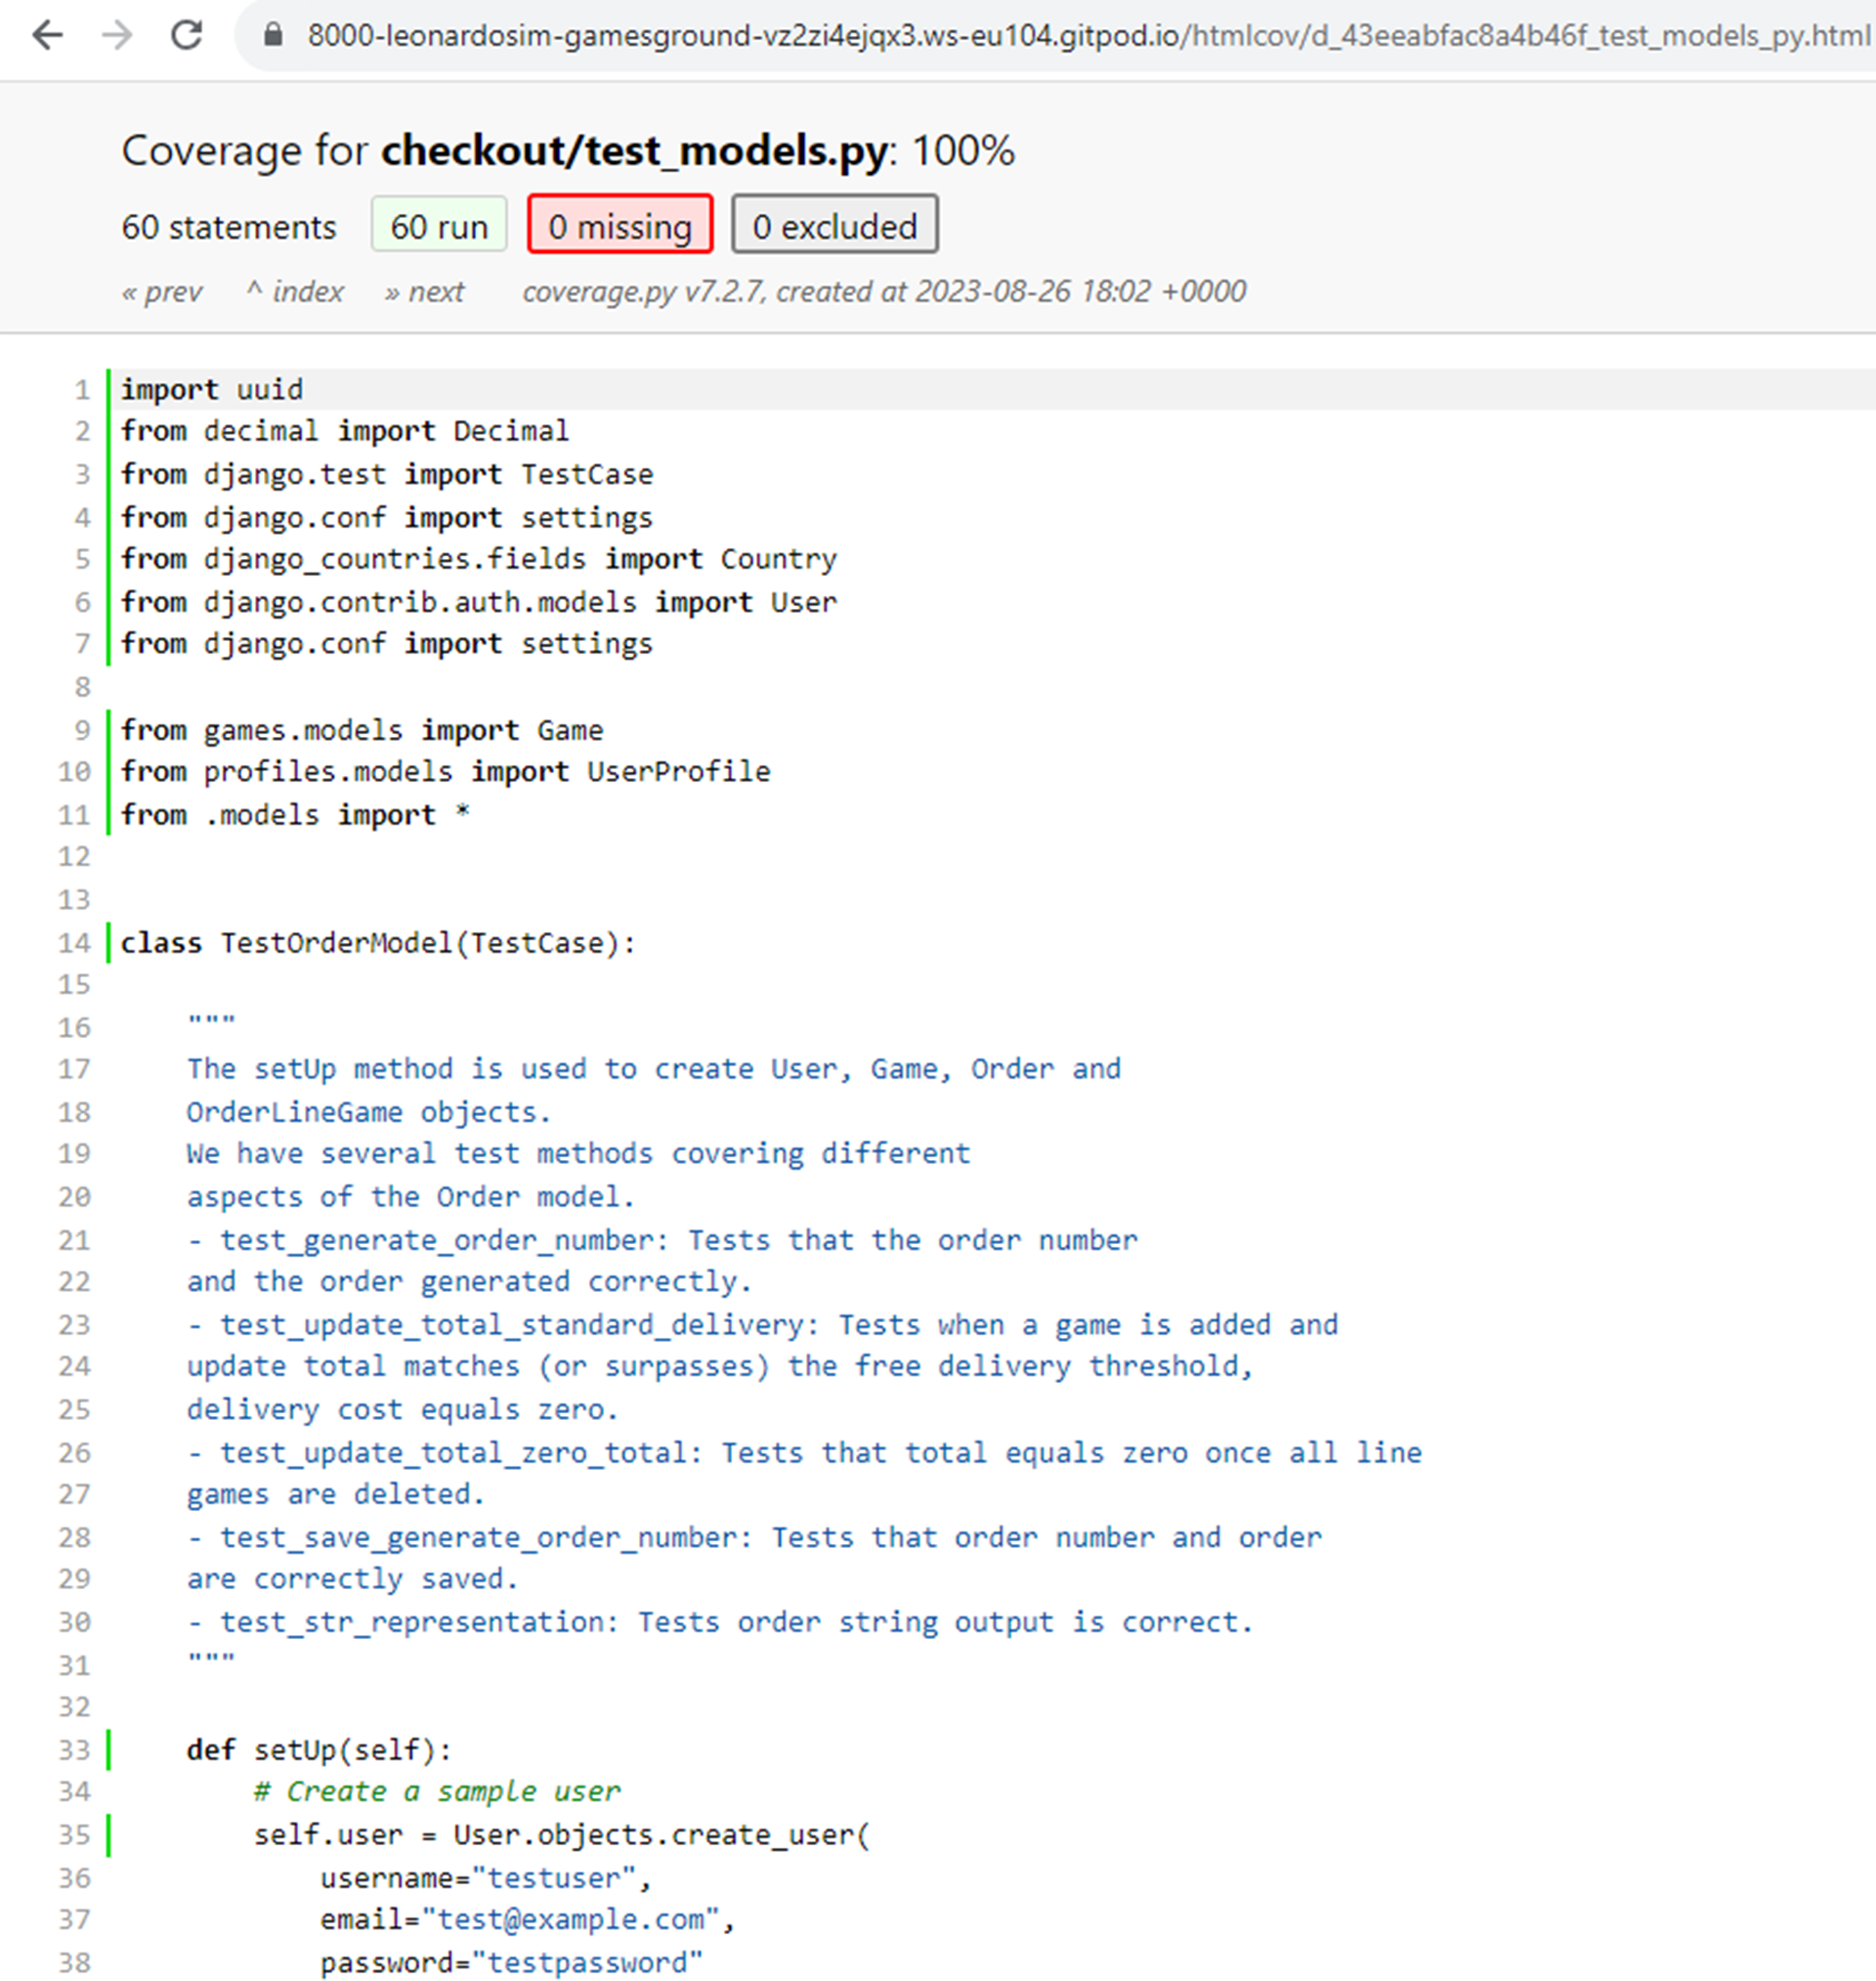 8000-leonardosim-gamesground-vz2zi4ejqx3.ws-eu104.gitpod.io/htmlcov/d_43eeabfac8a4b46f_test_models_py.html
Coverage for checkout/test_models.py: 100%
60 statements 60 run 0 missing 0 excluded
« prev ^ index » next coverage.py v7.2.7, created at 2023-08-26 18:02 +0000
1 import uuid
2 from decimal import Decimal
3 from django.test import TestCase
4 from django.conf import settings
5 from django_countries.fields import Country
6 from django.contrib.auth.models import User
7 from django.conf import settings
8
9 from games.models import Game
10 from profiles.models import UserProfile
11 from .models import *
12
13
14 class TestOrderModel(TestCase):
15
16 """
17 The setUp method is used to create User, Game, Order and
18 OrderLineGame objects.
19 We have several test methods covering different
20 aspects of the Order model.
21 - test_generate_order_number: Tests that the order number
22 and the order generated correctly.
23 - test_update_total_standard_delivery: Tests when a game is added and
24 update total matches (or surpasses) the free delivery threshold,
25 delivery cost equals zero.
26 - test_update_total_zero_total: Tests that total equals zero once all line
27 games are deleted.
28 - test_save_generate_order_number: Tests that order number and order
29 are correctly saved.
30 - test_str_representation: Tests order string output is correct.
31 """
32
33 def setUp(self):
34 # Create a sample user
35 self.user = User.objects.create_user(
36 username="testuser",
37 email="test@example.com",
38 password="testpassword"